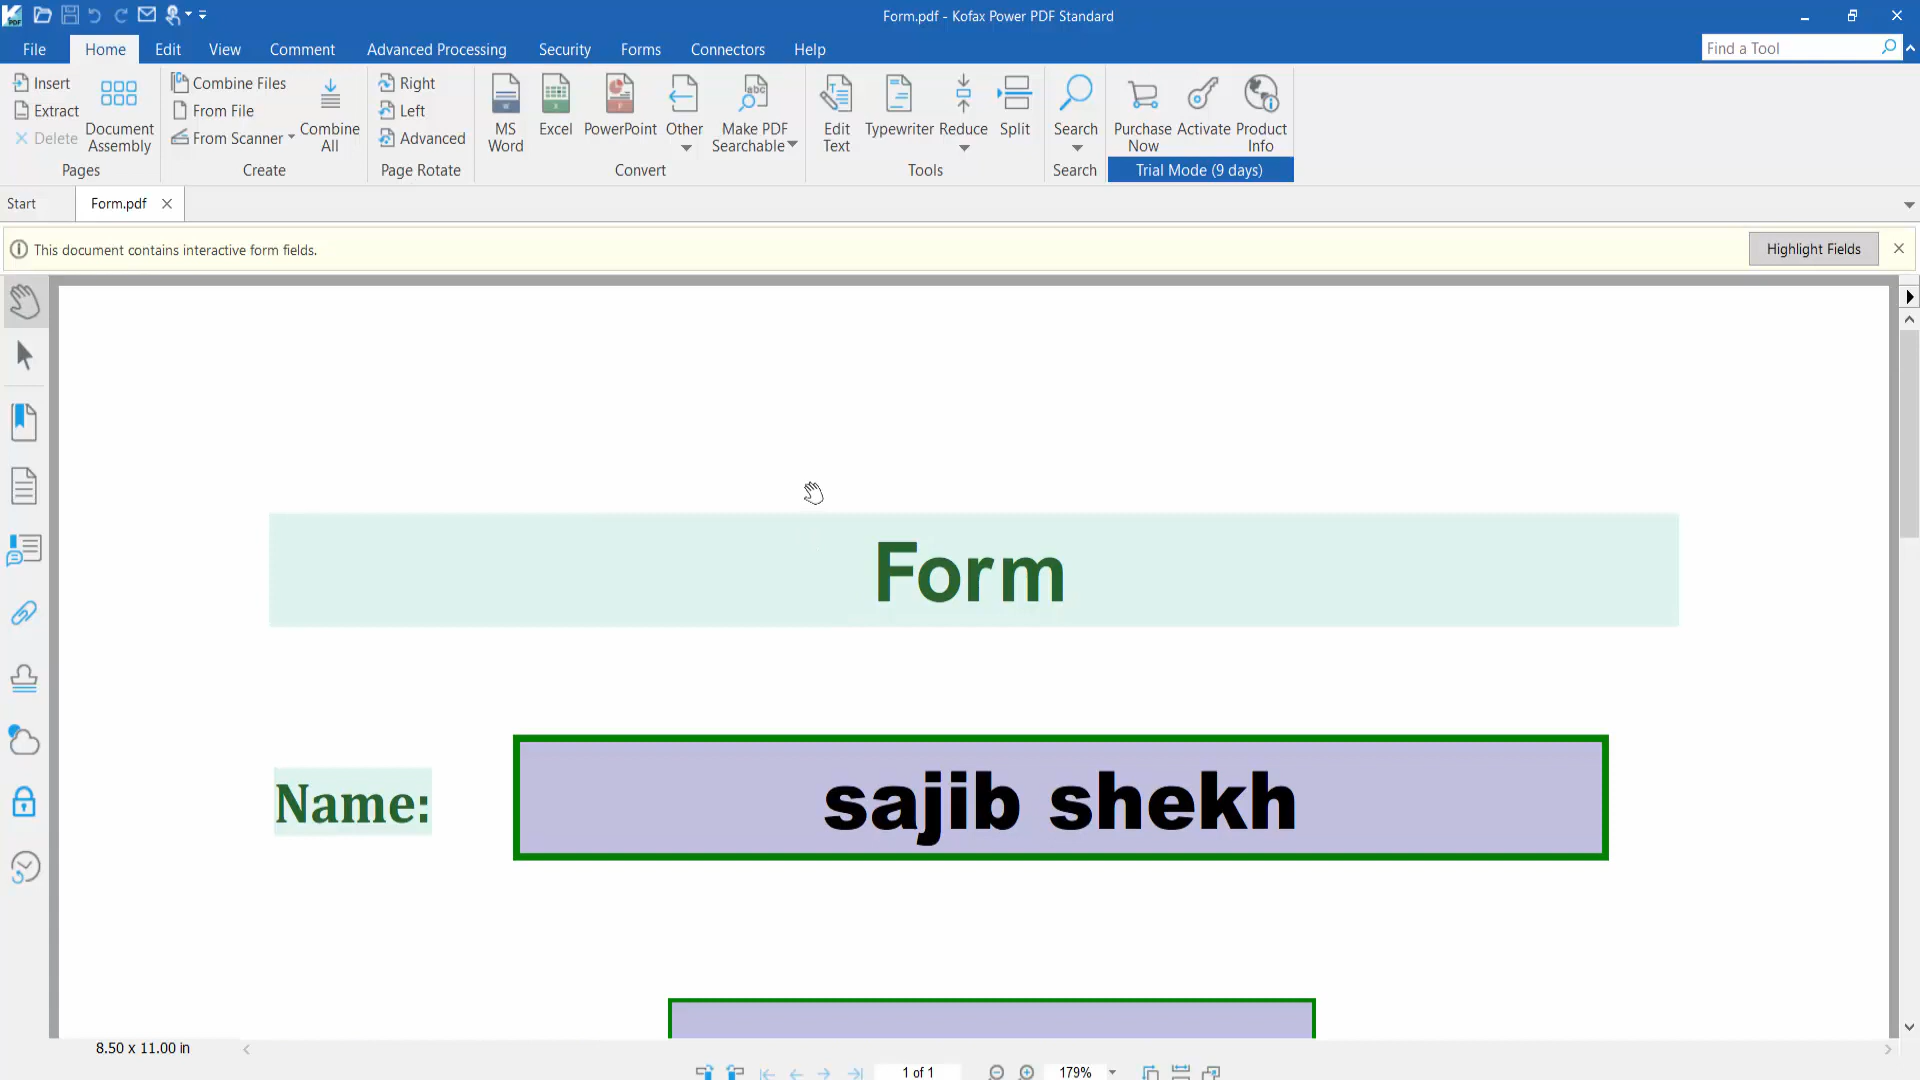 Form.pdf - Kofax Power PDF Standard
File Home Edit View Comment Advanced Processing Security Forms Connectors Help Find a Tool
Insert
Extract
Delete
Document
Assembly
Pages
Combine Files
From File
From Scanner
Combine
All
Create
Right
Left
Advanced
Page Rotate
MS
Word
Excel
PowerPoint
Other
Make PDF
Searchable
Convert
Edit
Text
Typewriter
Reduce
Split
Tools
Search
Search
Purchase
Now
Activate
Product
Info
Trial Mode (9 days)
Start Form.pdf
This document contains interactive form fields. Highlight Fields
Form
Name: sajib shekh
8.50 x 11.00 in
1 of 1 179%